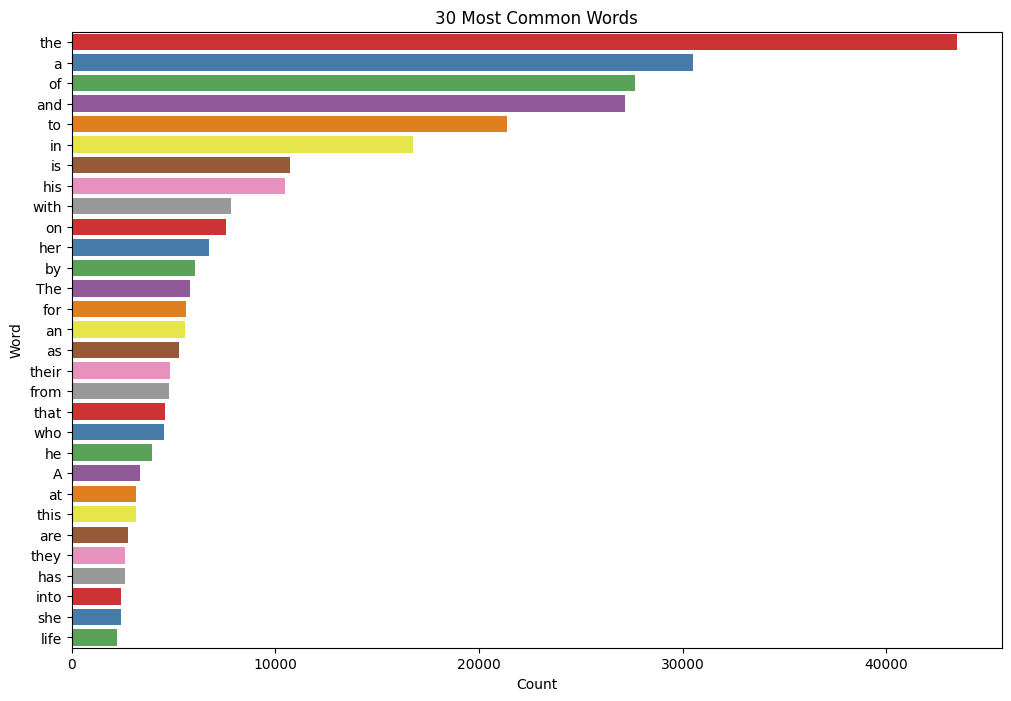 30 Most Common Words
the
a
of
and
to
in
is
his
with
on
her
by
The
for
an
as
their
from
that
who
he
A
at
this
are
they
has
into
she
life
Word
0 10000 20000 30000 40000
Count